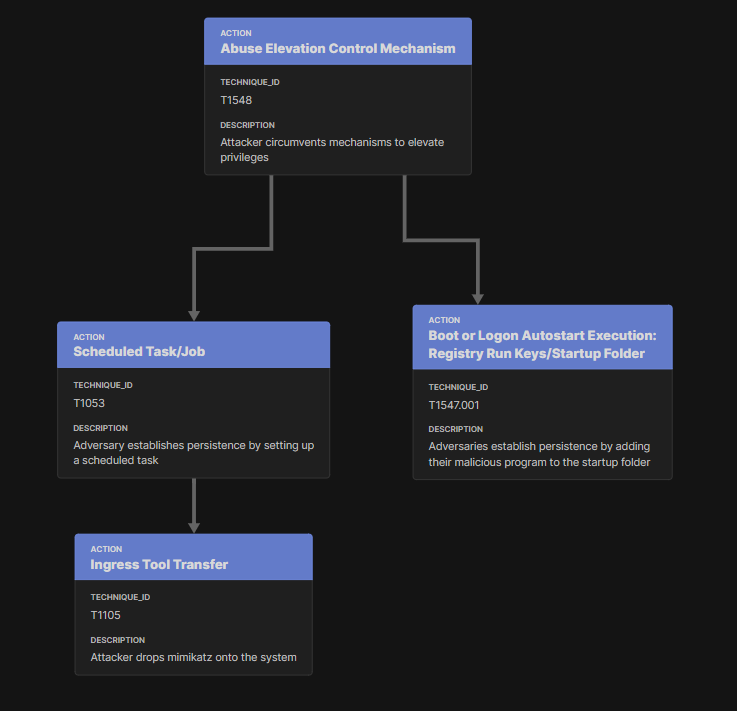 ACTION
Abuse Elevation Control Mechanism
TECHNIQUE_ID
T1548
DESCRIPTION
Attacker circumvents mechanisms to elevate
privileges
ACTION
Scheduled Task/Job
TECHNIQUE_ID
T1053
DESCRIPTION
Adversary establishes persistence by setting up
a scheduled task
ACTION
Boot or Logon Autostart Execution:
Registry Run Keys/Startup Folder
TECHNIQUE_ID
T1547.001
DESCRIPTION
Adversaries establish persistence by adding
their malicious program to the startup folder
ACTION
Ingress Tool Transfer
TECHNIQUE_ID
T1105
DESCRIPTION
Attacker drops mimikatz onto the system